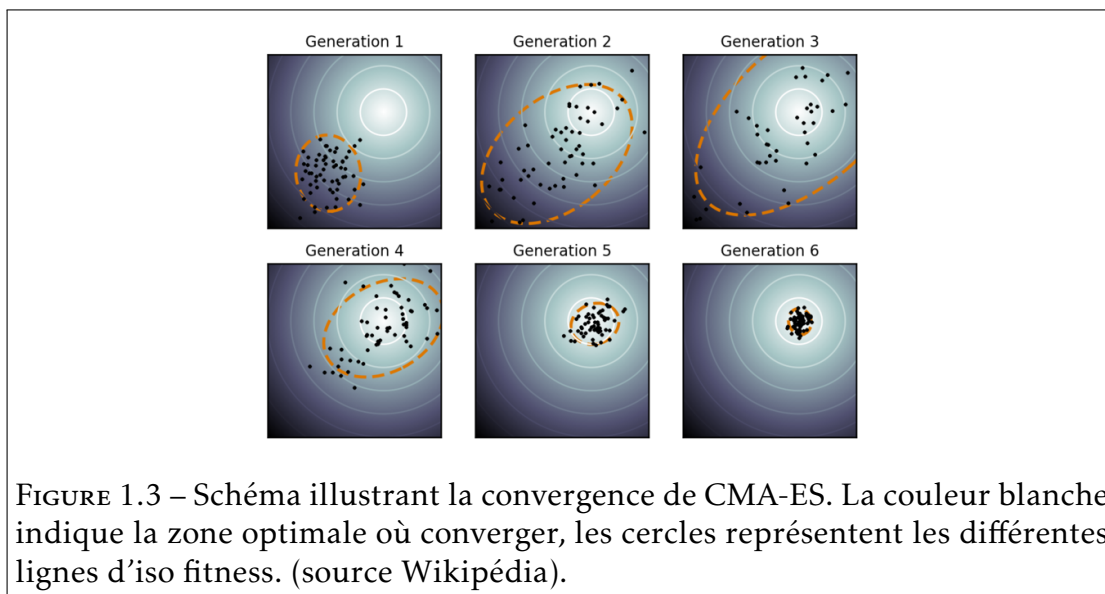 Generation 1
Generation 2
Generation 3
Generation 4
Generation 5
Generation 6
FIGURE 1.3 – Schéma illustrant la convergence de CMA-ES. La couleur blanche
indique la zone optimale où converger, les cercles représentent les différentes
lignes d'iso fitness. (source Wikipédia).